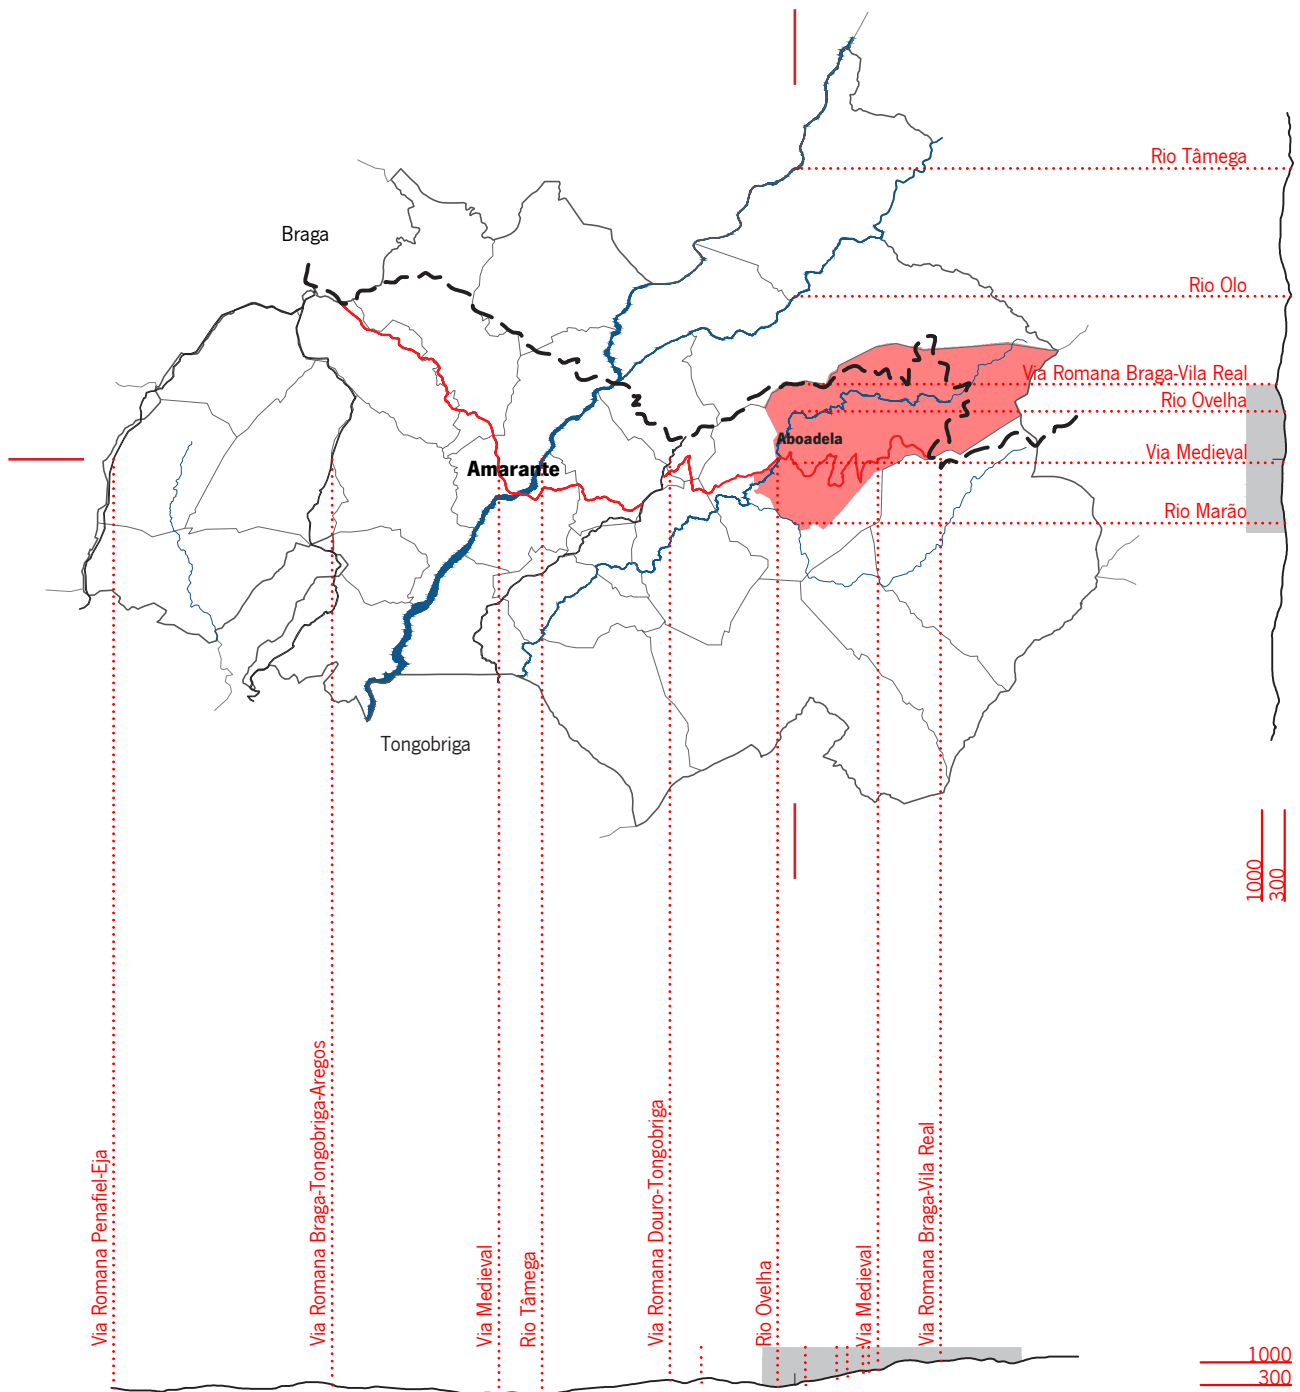 Rio Tâmega
Braga
Rio Olo
Via Romana Braga-Vila Real
Rio Ovelha
Aboadela
Via Medieval
Amarante
Rio Marão
Tongobriga
1000
300
Via Romana Penafiel-Eja
Via Romana Braga-Tongobriga-Aregos
Via Medieval
Rio Tâmega
Via Romana Douro-Tongobriga
Rio Ovelha
Via Medieval
Via Romana Braga-Vila Real
1000
300